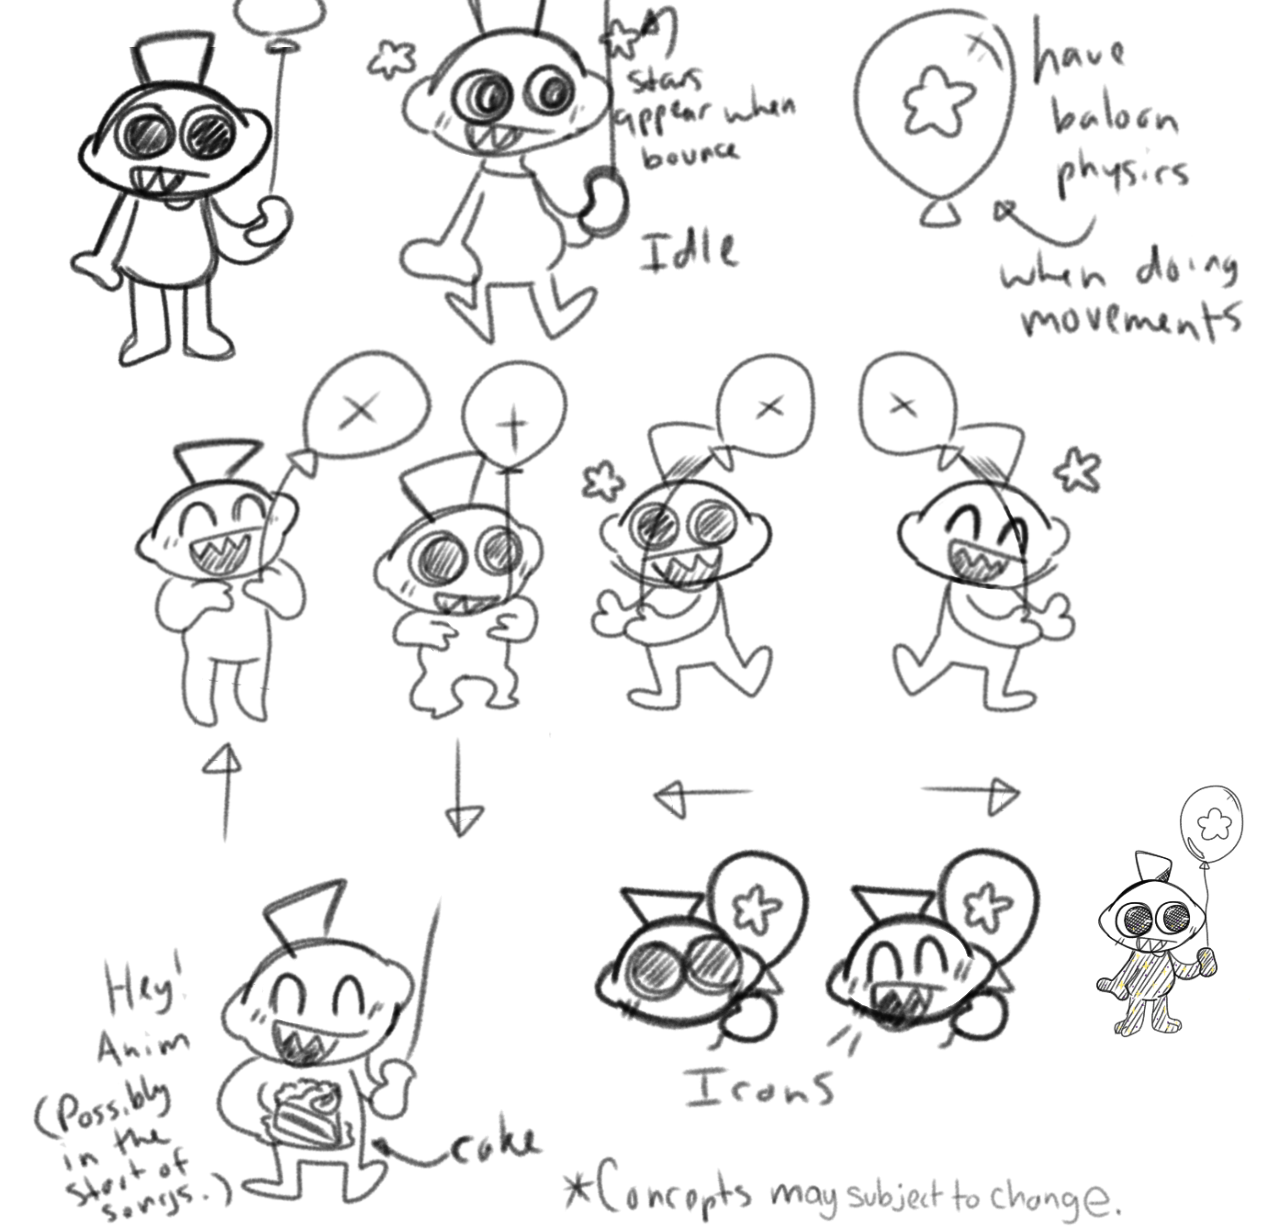 stars
appear when
bounce
Idle
have
baloon
physics
when doing
movements
Hey!
Anim
(Possibly
in the
start of
songs.)
cake
Icons
*Concepts may subject to change.